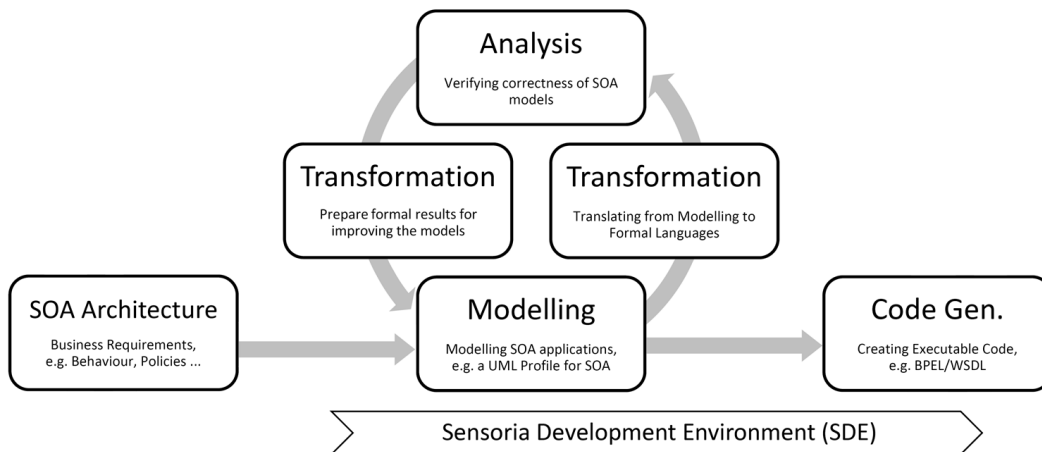 Analysis
Verifying correctness of SOA
models
Transformation
Prepare formal results for
improving the models
Transformation
Translating from Modelling to
Formal Languages
SOA Architecture
Business Requirements,
e.g. Behaviour, Policies ...
Modelling
Modelling SOA applications,
e.g. a UML Profile for SOA
Code Gen.
Creating Executable Code,
e.g. BPEL/WSDL
Sensoria Development Environment (SDE)